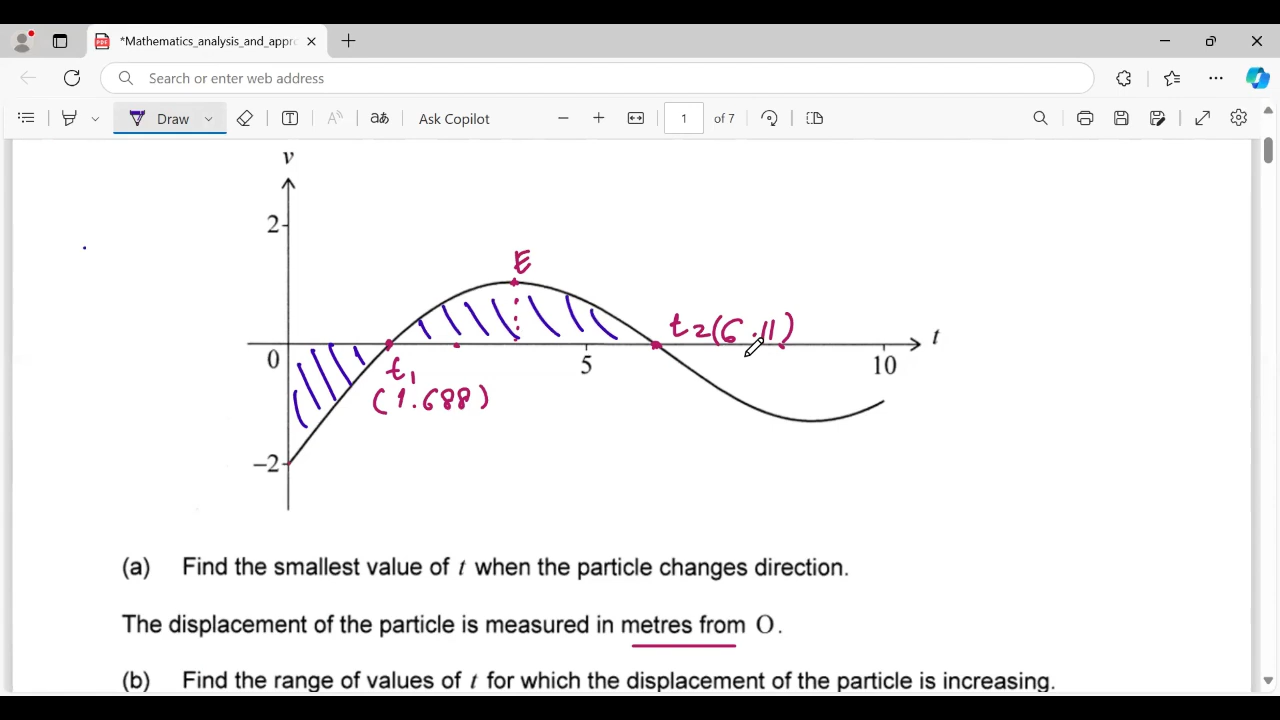 *Mathematics_analysis_and_appr
Search or enter web address
Draw
Ask Copilot
1 of 7
v
2
E
t2(6.11)
t
0
5
10
t1
(1.688)
–2
(a) Find the smallest value of t when the particle changes direction.
The displacement of the particle is measured in metres from O.
(b) Find the range of values of t for which the displacement of the particle is increasing.